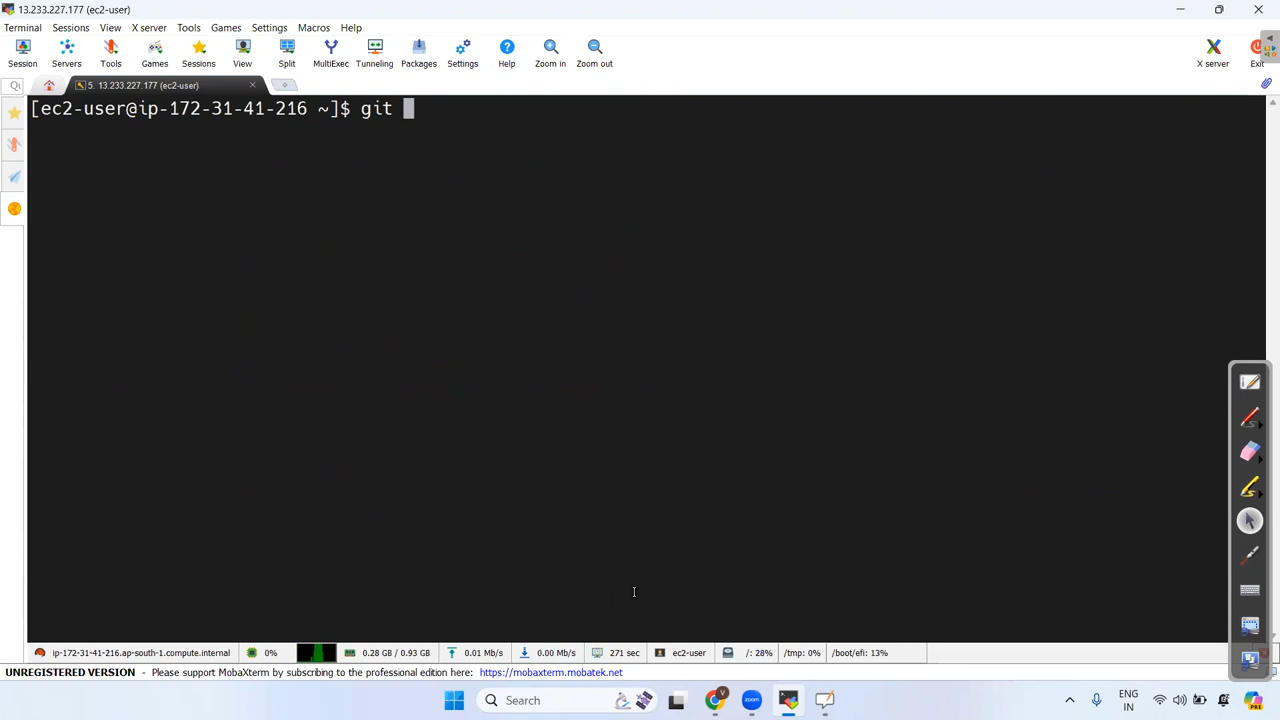 13.233.227.177 (ec2-user)
Terminal Sessions View X server Tools Games Settings Macros Help
Session Servers Tools Games Sessions View Split MultiExec Tunneling Packages Settings Help Zoom in Zoom out X server Exit
5. 13.233.227.177 (ec2-user)
[ec2-user@ip-172-31-41-216 ~]$ git
ip-172-31-41-216.ap-south-1.compute.internal 0% 0.28 GB / 0.93 GB 0.01 Mb/s 0.00 Mb/s 271 sec ec2-user /: 28% /tmp: 0% /boot/efi: 13%
UNREGISTERED VERSION - Please support MobaXterm by subscribing to the professional edition here: https://mobaxterm.mobatek.net
Search V zoom ENG
IN
PRE